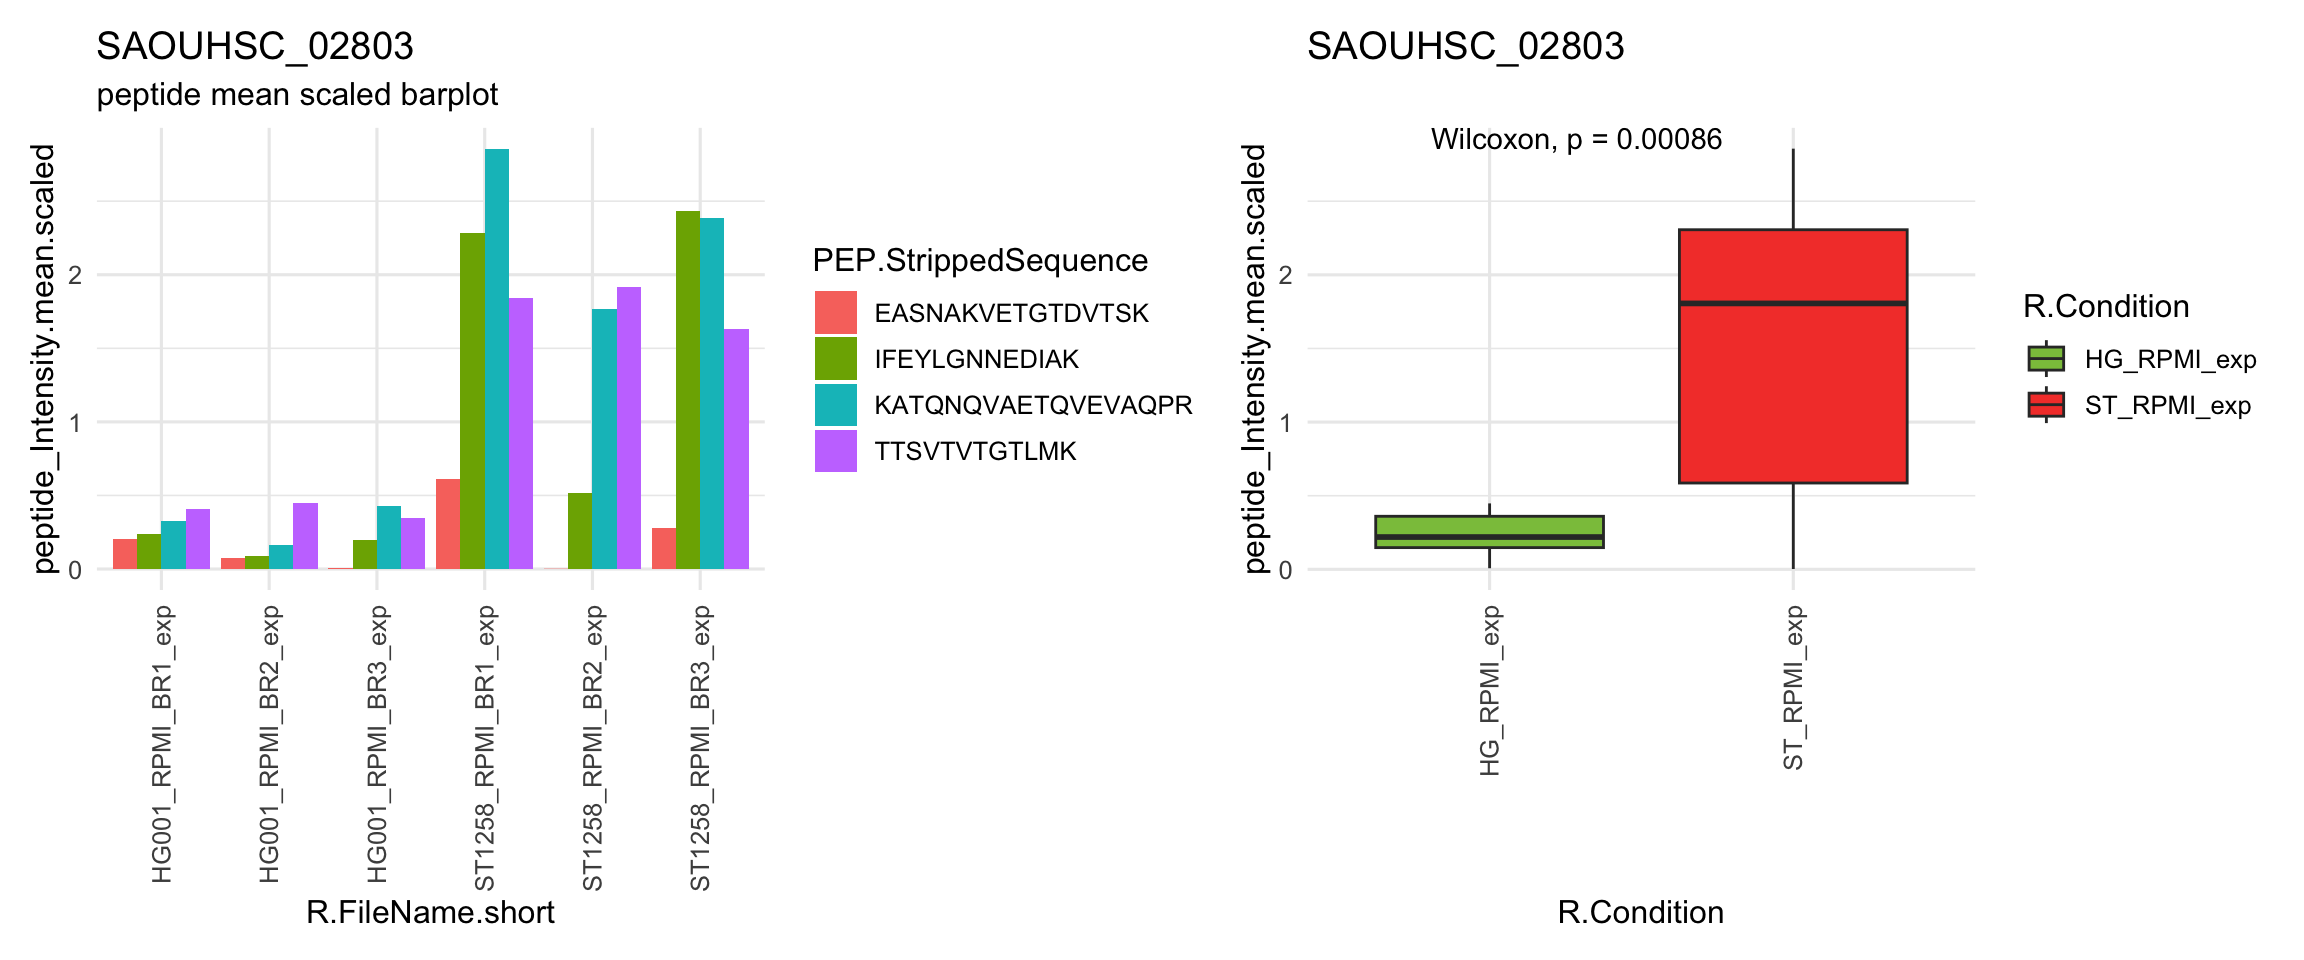 SAOUHSC_02803
peptide mean scaled barplot
peptide_Intensity.mean.scaled
2
1
0
HG001_RPMI_BR1_exp
HG001_RPMI_BR2_exp
HG001_RPMI_BR3_exp
ST1258_RPMI_BR1_exp
ST1258_RPMI_BR2_exp
ST1258_RPMI_BR3_exp
R.FileName.short
PEP.StrippedSequence
EASNAKVETGTDVTSK
IFEYLGNNEDIAK
KATQNQVAETQVEVAQPR
TTSVTVTGTLMK
SAOUHSC_02803
Wilcoxon, p = 0.00086
peptide_Intensity.mean.scaled
2
1
0
HG_RPMI_exp
ST_RPMI_exp
R.Condition
R.Condition
HG_RPMI_exp
ST_RPMI_exp